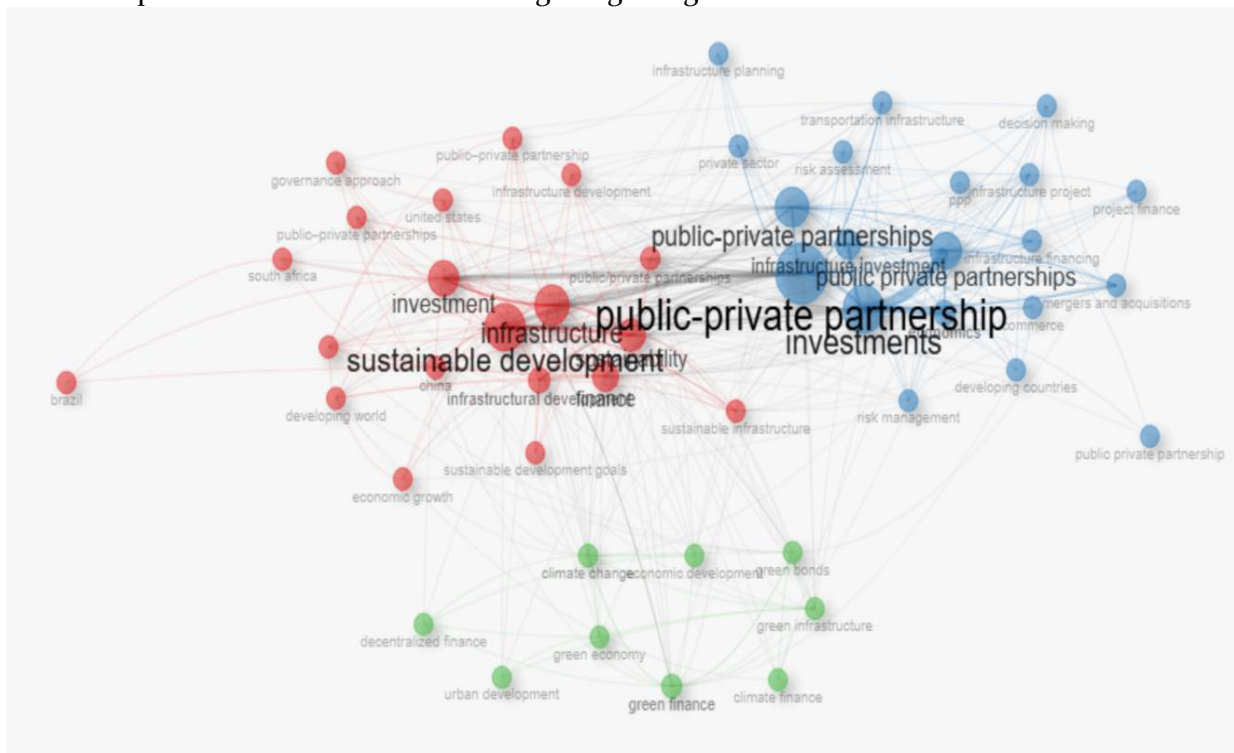 infrastructure planning
transportation infrastructure
decision making
public–private partnership
private sector
risk assessment
governance approach
infrastructure development
ppp
infrastructure project
project finance
united states
public–private partnerships
public-private partnerships
south africa
public/private partnerships
infrastructure investment
infrastructure financing
public private partnerships
investment
mergers and acquisitions
public-private partnership
commerce
infrastructure
economics
investments
sustainable development
sustainability
brazil
china
developing countries
infrastructural development
finance
developing world
risk management
sustainable infrastructure
public private partnership
sustainable development goals
economic growth
climate change
economic development
green bonds
green infrastructure
decentralized finance
green economy
urban development
climate finance
green finance